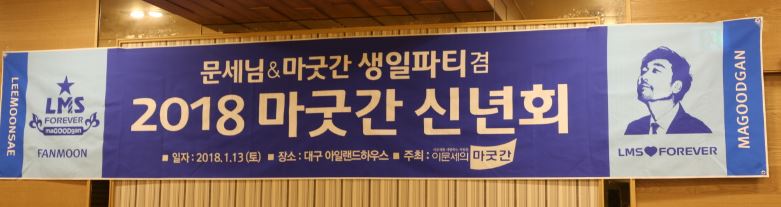 LEEMOONSAE
LMS
FOREVER
maGOODgan
FANMOON
문세님&마굿간 생일파티겸
2018 마굿간 신년회
■ 일자 : 2018.1.13 (토) ■ 장소 : 대구 아일랜드하우스 ■ 주최 : 이문세의 마굿간
LMS♥FOREVER
MAGOODGAN